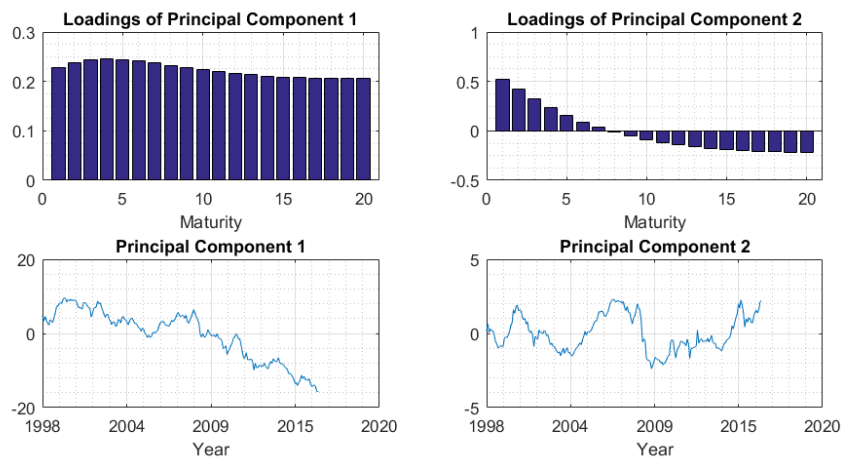 Loadings of Principal Component 1
0.3
0.2
0.1
0
0 5 10 15 20
Maturity
Loadings of Principal Component 2
1
0.5
0
-0.5
0 5 10 15 20
Maturity
Principal Component 1
20
0
-20
1998 2004 2009 2015 2020
Year
Principal Component 2
5
0
-5
1998 2004 2009 2015 2020
Year